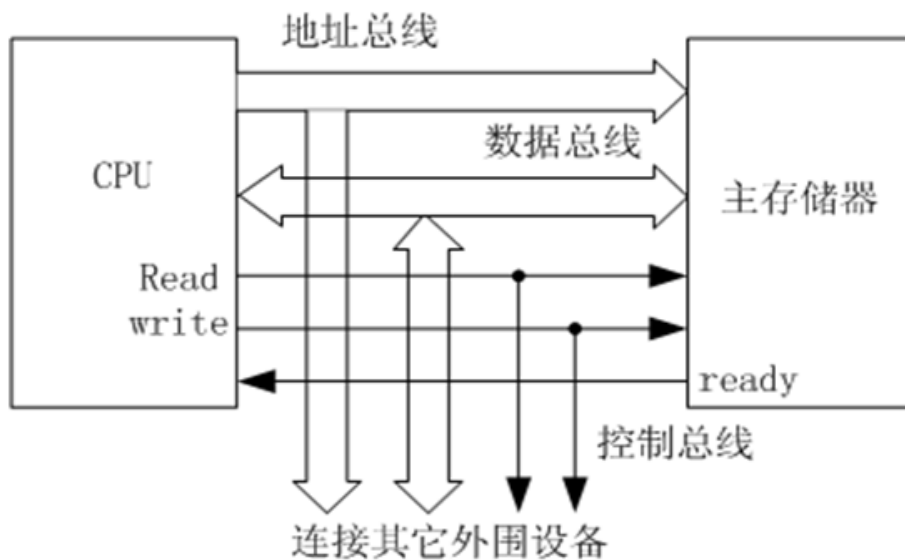 地址总线
数据总线
CPU
主存储器
Read
write
ready
控制总线
连接其它外围设备